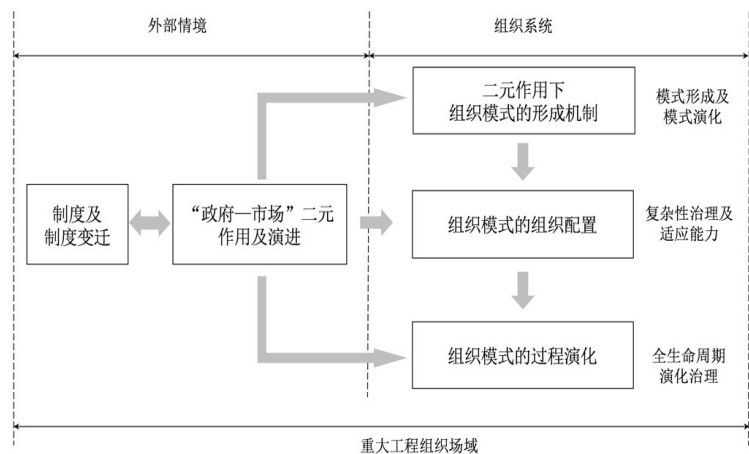 外部情境
组织系统
二元作用下
组织模式的形成机制
模式形成及
模式演化
制度及
制度变迁
“政府—市场”二元
作用及演进
组织模式的组织配置
复杂性治理及
适应能力
组织模式的过程演化
全生命周期
演化治理
重大工程组织场域